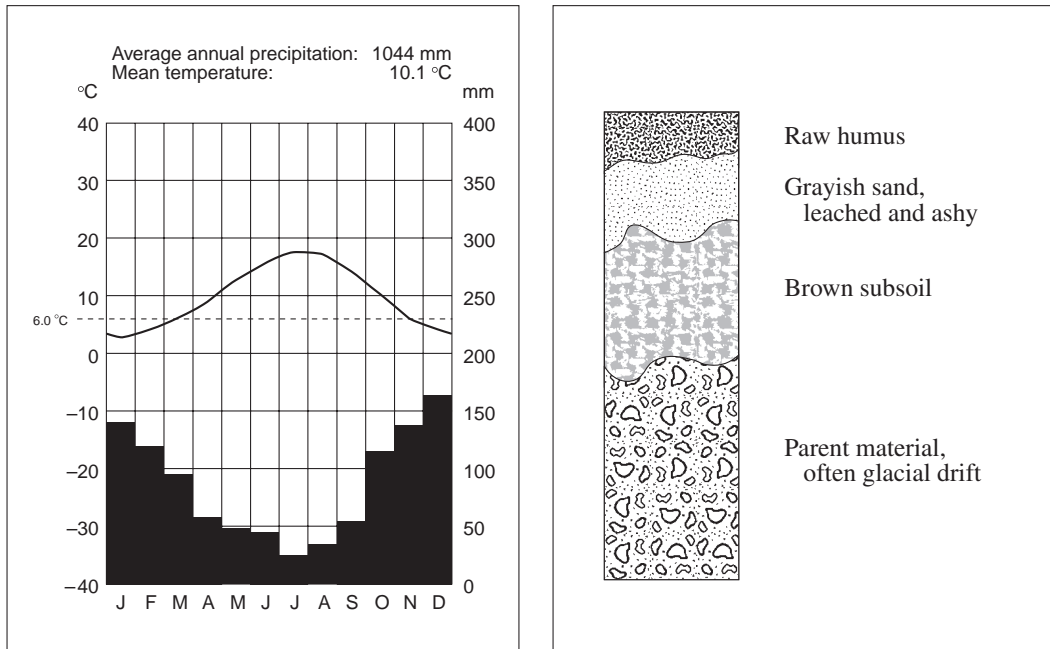 Average annual precipitation: 1044 mm
Mean temperature: 10.1 °C
°C mm
40 400
30 350
20 300
10 250
6.0 °C
0 200
–10 150
–20 100
–30 50
–40 0
J F M A M J J A S O N D
Raw humus
Grayish sand,
leached and ashy
Brown subsoil
Parent material,
often glacial drift